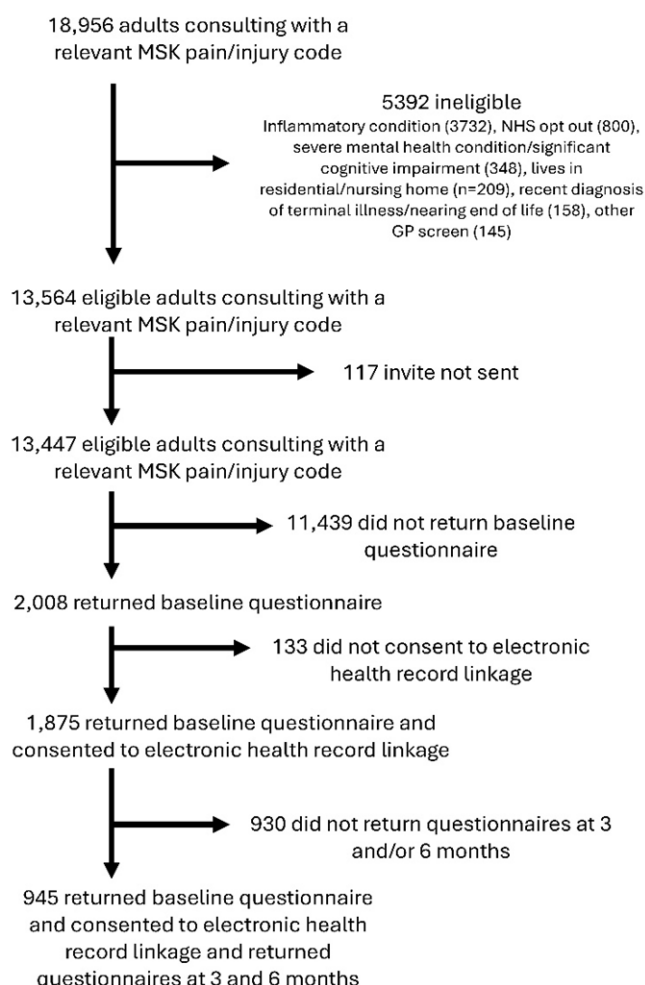 18,956 adults consulting with a
relevant MSK pain/injury code
5392 ineligible
Inflammatory condition (3732), NHS opt out (800),
severe mental health condition/significant
cognitive impairment (348), lives in
residential/nursing home (n=209), recent diagnosis
of terminal illness/nearing end of life (158), other
GP screen (145)
13,564 eligible adults consulting with a
relevant MSK pain/injury code
117 invite not sent
13,447 eligible adults consulting with a
relevant MSK pain/injury code
11,439 did not return baseline
questionnaire
2,008 returned baseline questionnaire
133 did not consent to electronic
health record linkage
1,875 returned baseline questionnaire and
consented to electronic health record linkage
930 did not return questionnaires at 3
and/or 6 months
945 returned baseline questionnaire
and consented to electronic health
record linkage and returned
questionnaires at 3 and 6 months